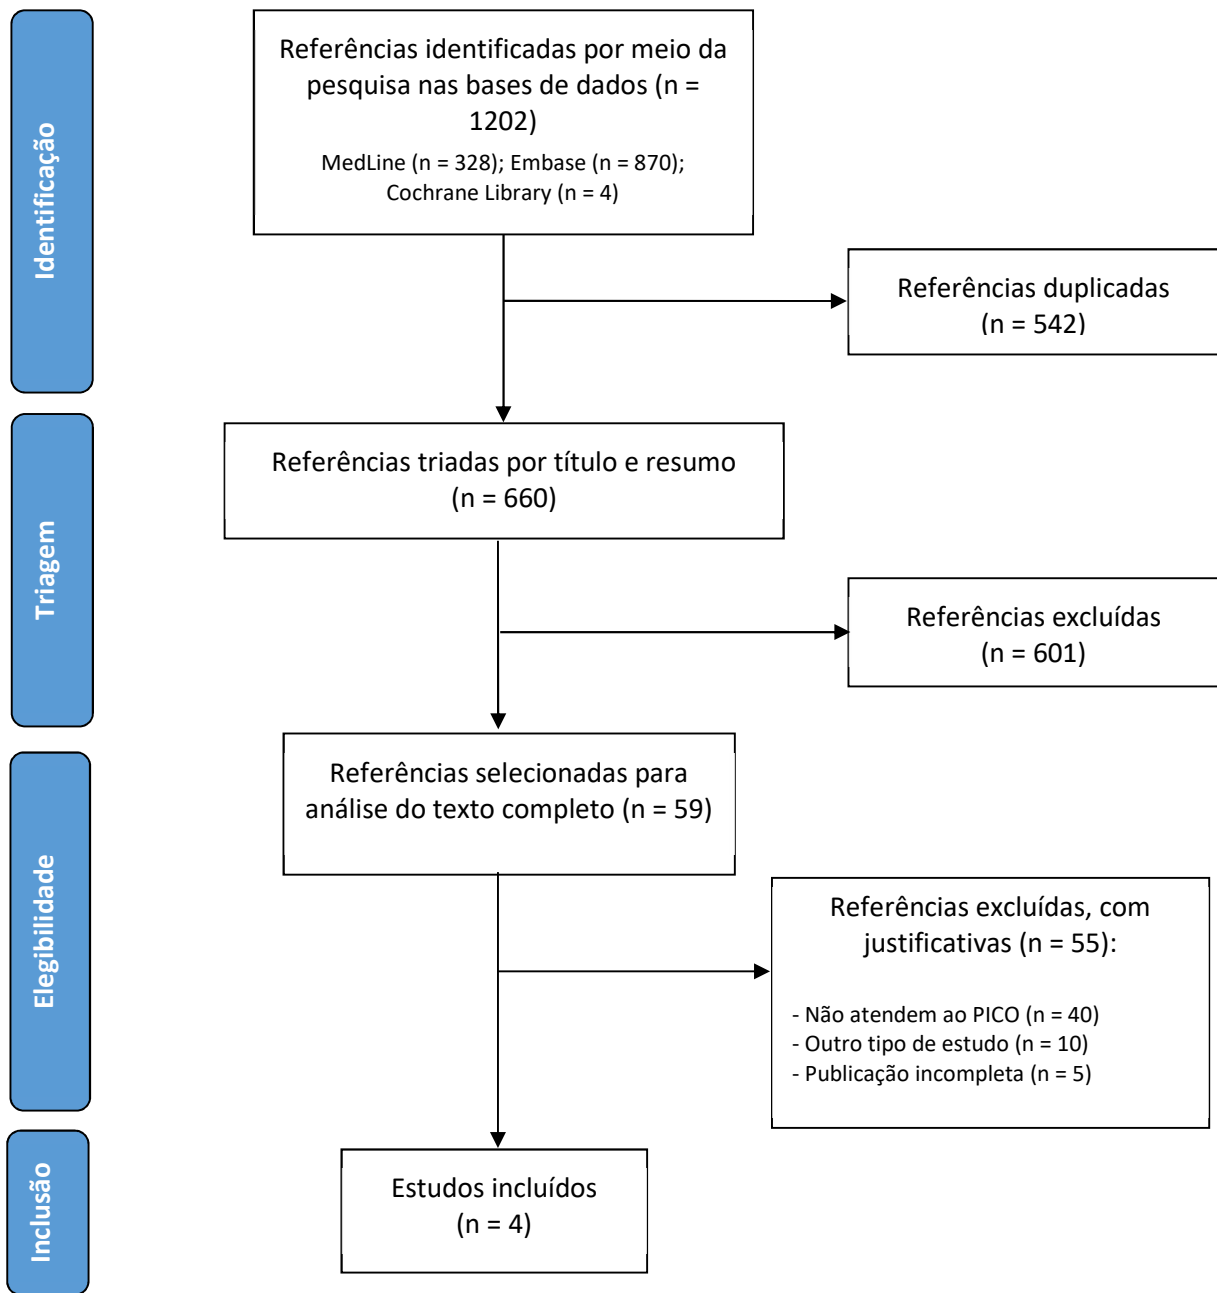 Identificação
Referências identificadas por meio da
pesquisa nas bases de dados (n =
1202)
MedLine (n = 328); Embase (n = 870);
Cochrane Library (n = 4)
Referências duplicadas
(n = 542)
Triagem
Referências triadas por título e resumo
(n = 660)
Referências excluídas
(n = 601)
Elegibilidade
Referências selecionadas para
análise do texto completo (n = 59)
Referências excluídas, com
justificativas (n = 55):
- Não atendem ao PICO (n = 40)
- Outro tipo de estudo (n = 10)
- Publicação incompleta (n = 5)
Inclusão
Estudos incluídos
(n = 4)